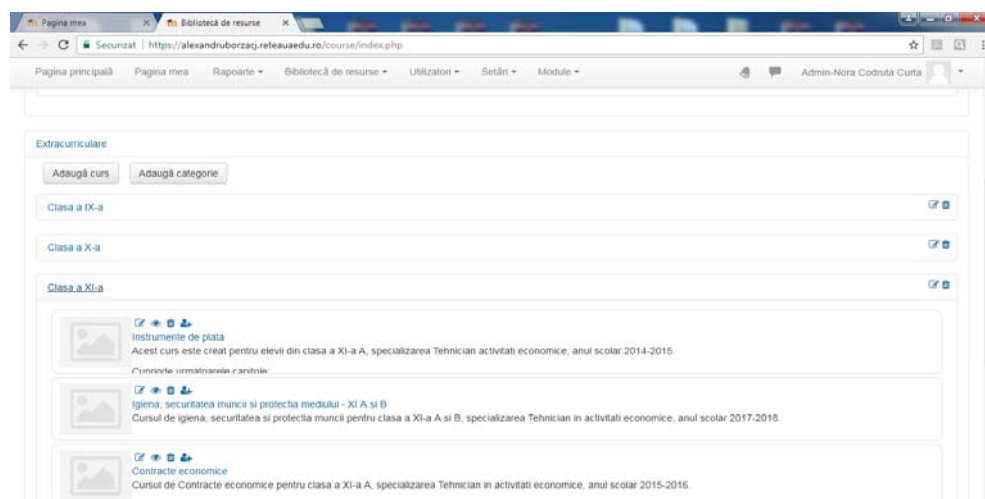 Pagina mea
Bibliotecă de resurse
Securizat | https://alexandruborzacj.reteauaedu.ro/course/index.php
Pagina principală Pagina mea Rapoarte Bibliotecă de resurse Utilizatori Setări Module Admin-Nora Codruta Curta
Extracurriculare
Adaugă curs Adaugă categorie
Clasa a IX-a
Clasa a X-a
Clasa a XI-a
Instrumente de plata
Acest curs este creat pentru elevii din clasa a XI-a A, specializarea Tehnician activitati economice, anul scolar 2014-2015.
Cuprinde urmatoarele capitole:
Igiena, securitatea muncii si protectia mediului - XI A si B
Cursul de igiena, securitatea si protectia muncii pentru clasa a XI-a A si B, specializarea Tehnician in activitati economice, anul scolar 2017-2018.
Contracte economice
Cursul de Contracte economice pentru clasa a XI-a A, specializarea Tehnician in activitati economice, anul scolar 2015-2016.